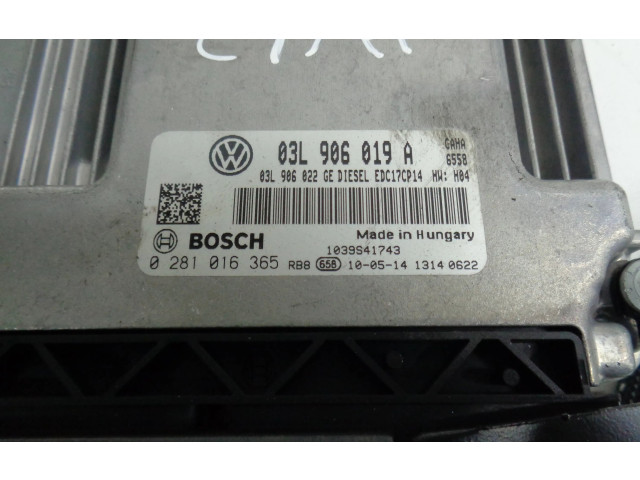 03L 906 019 A
GAHA
6558
03L 906 022 GE DIESEL EDC17CP14 HW: H04
BOSCH
Made in Hungary
1039S41743
0 281 016 365 RB8 658 10-05-14 1314 0622